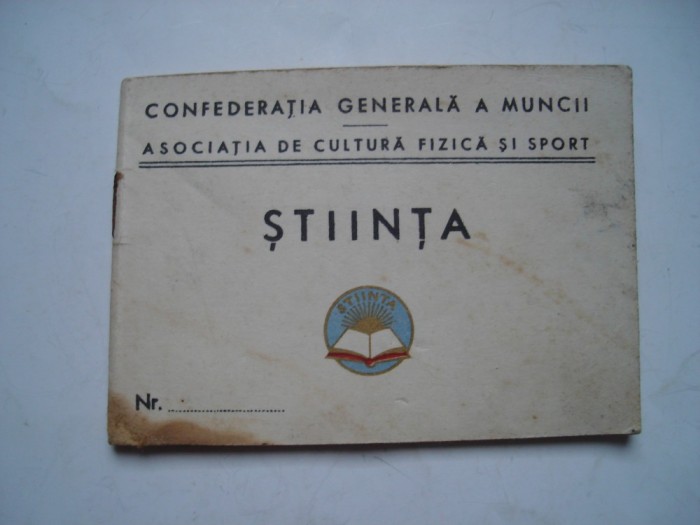 CONFEDERAȚIA GENERALĂ A MUNCII
ASOCIAȚIA DE CULTURĂ FIZICĂ ȘI SPORT
ȘTIINȚA
ȘTIINȚA
Nr. ................................